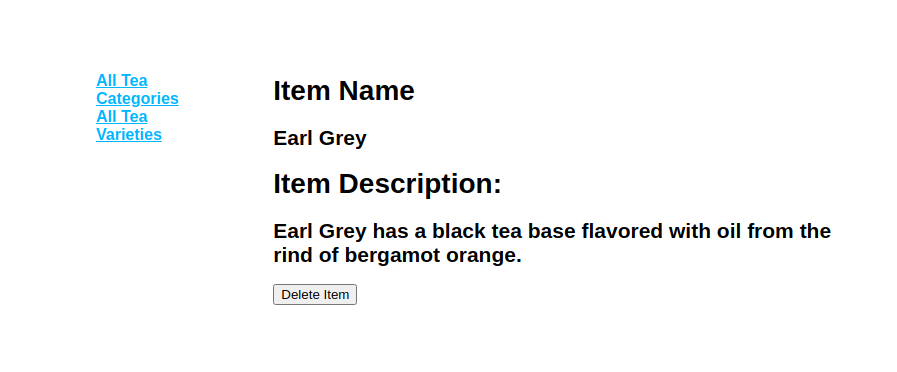 All Tea
Categories
All Tea
Varieties
Item Name
Earl Grey
Item Description:
Earl Grey has a black tea base flavored with oil from the
rind of bergamot orange.
Delete Item